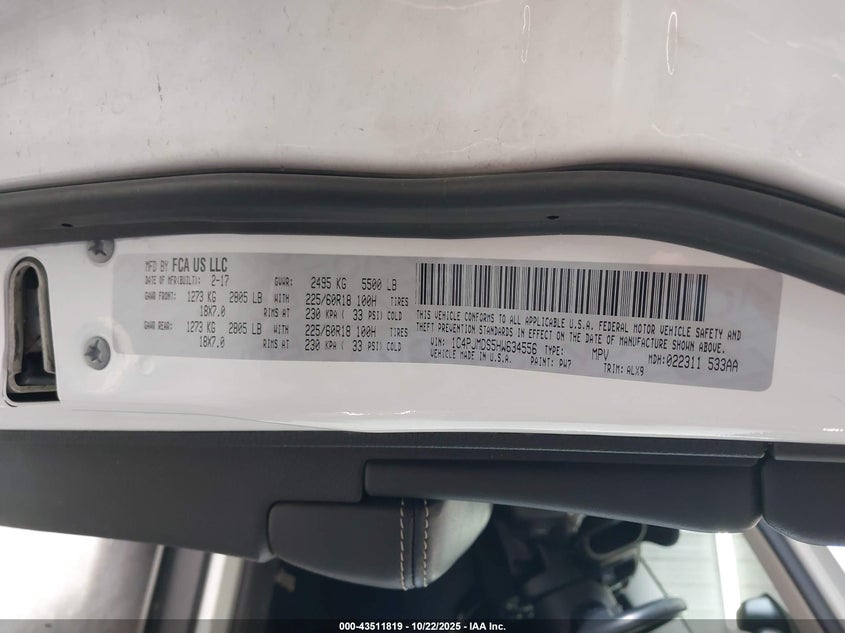 MFD BY FCA US LLC
DATE OF MFR(BUILT): 2-17 GVWR: 2495 KG 5500 LB
GAWR FRONT: 1273 KG 2805 LB WITH 225/60R18 100H TIRES
18X7.0 RIMS AT 230 KPA ( 33 PSI) COLD
GAWR REAR: 1273 KG 2805 LB WITH 225/60R18 100H TIRES
18X7.0 RIMS AT 230 KPA ( 33 PSI) COLD
THIS VEHICLE CONFORMS TO ALL APPLICABLE U.S.A. FEDERAL MOTOR VEHICLE SAFETY AND
THEFT PREVENTION STANDARDS IN EFFECT ON THE DATE OF MANUFACTURE SHOWN ABOVE.
VIN: 1C4PJMDS5HW634556 TYPE: MPV MDH: 022311 533AA
VEHICLE MADE IN U.S.A. PAINT: PW7 TRIM: ALX9
000-43511819 - 10/22/2025 - IAA Inc.